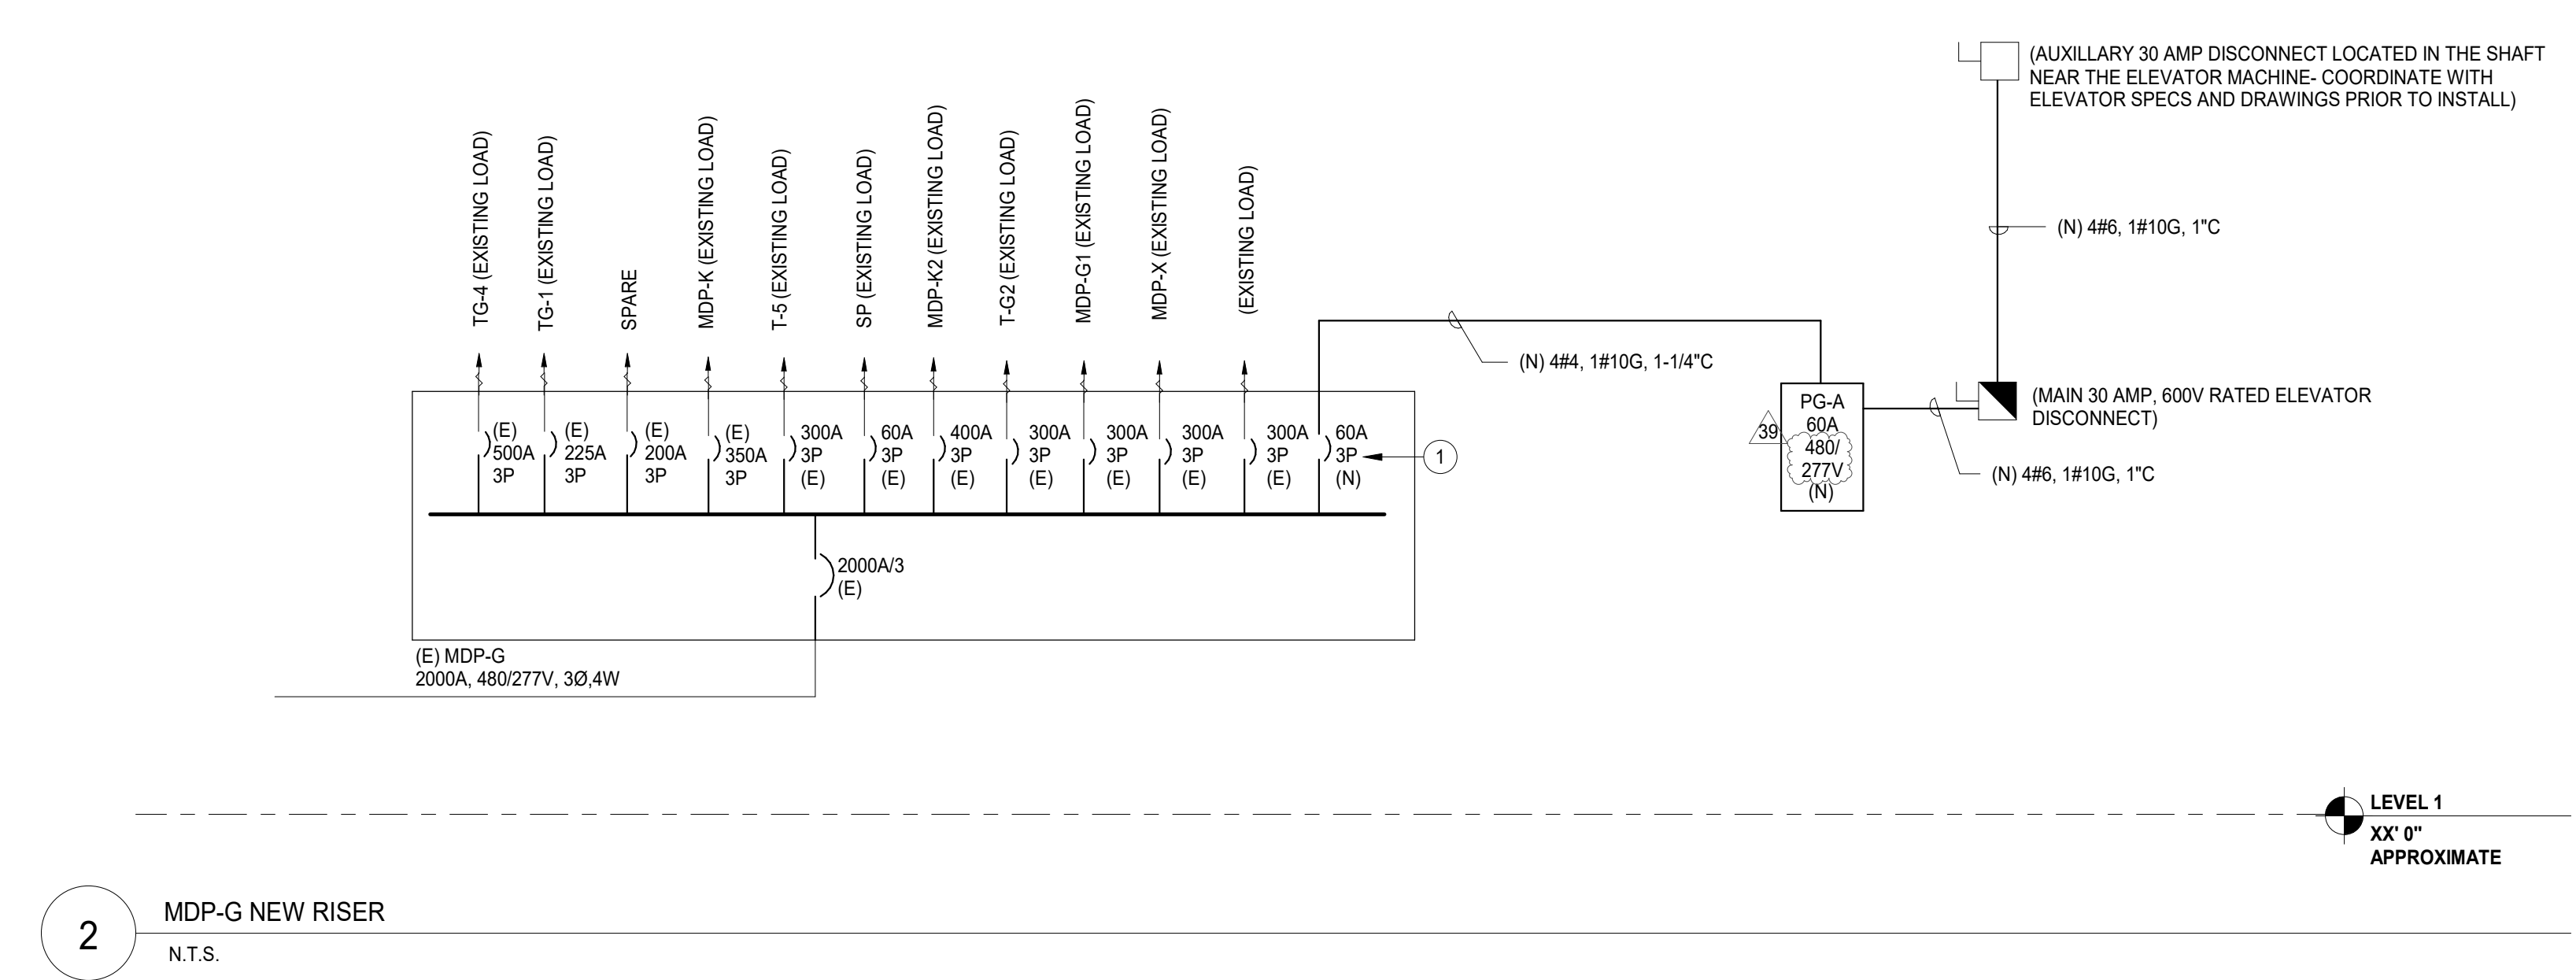 (AUXILLARY 30 AMP DISCONNECT LOCATED IN THE SHAFT
NEAR THE ELEVATOR MACHINE- COORDINATE WITH
ELEVATOR SPECS AND DRAWINGS PRIOR TO INSTALL)
TG-4 (EXISTING LOAD)
TG-1 (EXISTING LOAD)
SPARE
MDP-K (EXISTING LOAD)
T-5 (EXISTING LOAD)
SP (EXISTING LOAD)
MDP-K2 (EXISTING LOAD)
T-G2 (EXISTING LOAD)
MDP-G1 (EXISTING LOAD)
MDP-X (EXISTING LOAD)
(EXISTING LOAD)
(N) 4#6, 1#10G, 1"C
(N) 4#4, 1#10G, 1-1/4"C
(E)
500A
3P
(E)
225A
3P
(E)
200A
3P
(E)
350A
3P
300A
3P
(E)
60A
3P
(E)
400A
3P
(E)
300A
3P
(E)
300A
3P
(E)
300A
3P
(E)
300A
3P
(E)
60A
3P
(N)
1
39
PG-A
60A
480/
277V
(N)
(MAIN 30 AMP, 600V RATED ELEVATOR
DISCONNECT)
(N) 4#6, 1#10G, 1"C
2000A/3
(E)
(E) MDP-G
2000A, 480/277V, 3Ø,4W
LEVEL 1
XX' 0"
APPROXIMATE
2
MDP-G NEW RISER
N.T.S.